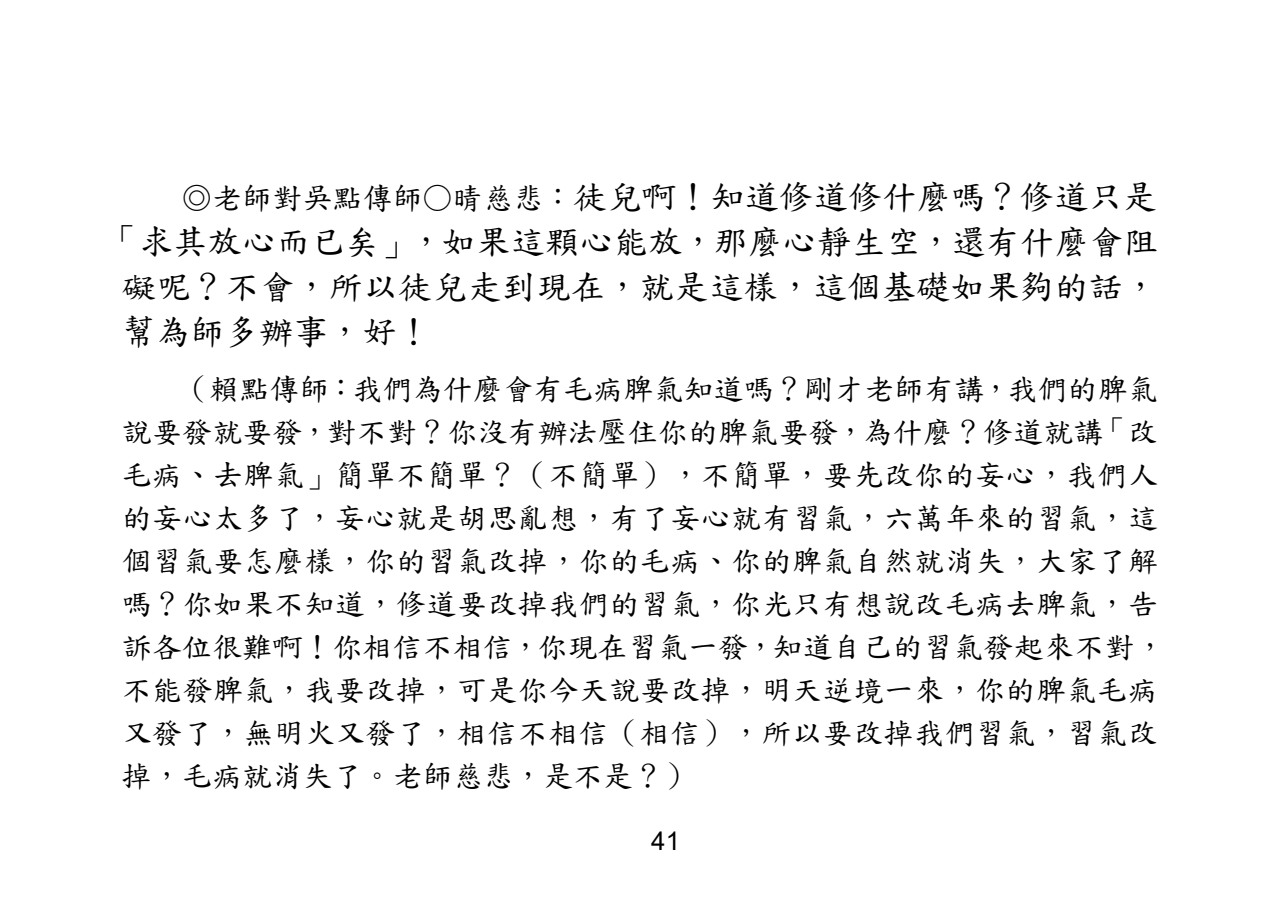 ◎老師對吳點傳師○晴慈悲：徒兒啊！知道修道修什麼嗎？修道只是
「求其放心而已矣」，如果這顆心能放，那麼心靜生空，還有什麼會阻
礙呢？不會，所以徒兒走到現在，就是這樣，這個基礎如果夠的話，
幫為師多辦事，好！
（賴點傳師：我們為什麼會有毛病脾氣知道嗎？剛才老師有講，我們的脾氣
說要發就要發，對不對？你沒有辦法壓住你的脾氣要發，為什麼？修道就講「改
毛病、去脾氣」簡單不簡單？（不簡單），不簡單，要先改你的妄心，我們人
的妄心太多了，妄心就是胡思亂想，有了妄心就有習氣，六萬年來的習氣，這
個習氣要怎麼樣，你的習氣改掉，你的毛病、你的脾氣自然就消失，大家了解
嗎？你如果不知道，修道要改掉我們的習氣，你光只有想說改毛病去脾氣，告
訴各位很難啊！你相信不相信，你現在習氣一發，知道自己的習氣發起來不對，
不能發脾氣，我要改掉，可是你今天說要改掉，明天逆境一來，你的脾氣毛病
又發了，無明火又發了，相信不相信（相信），所以要改掉我們習氣，習氣改
掉，毛病就消失了。老師慈悲，是不是？）
41